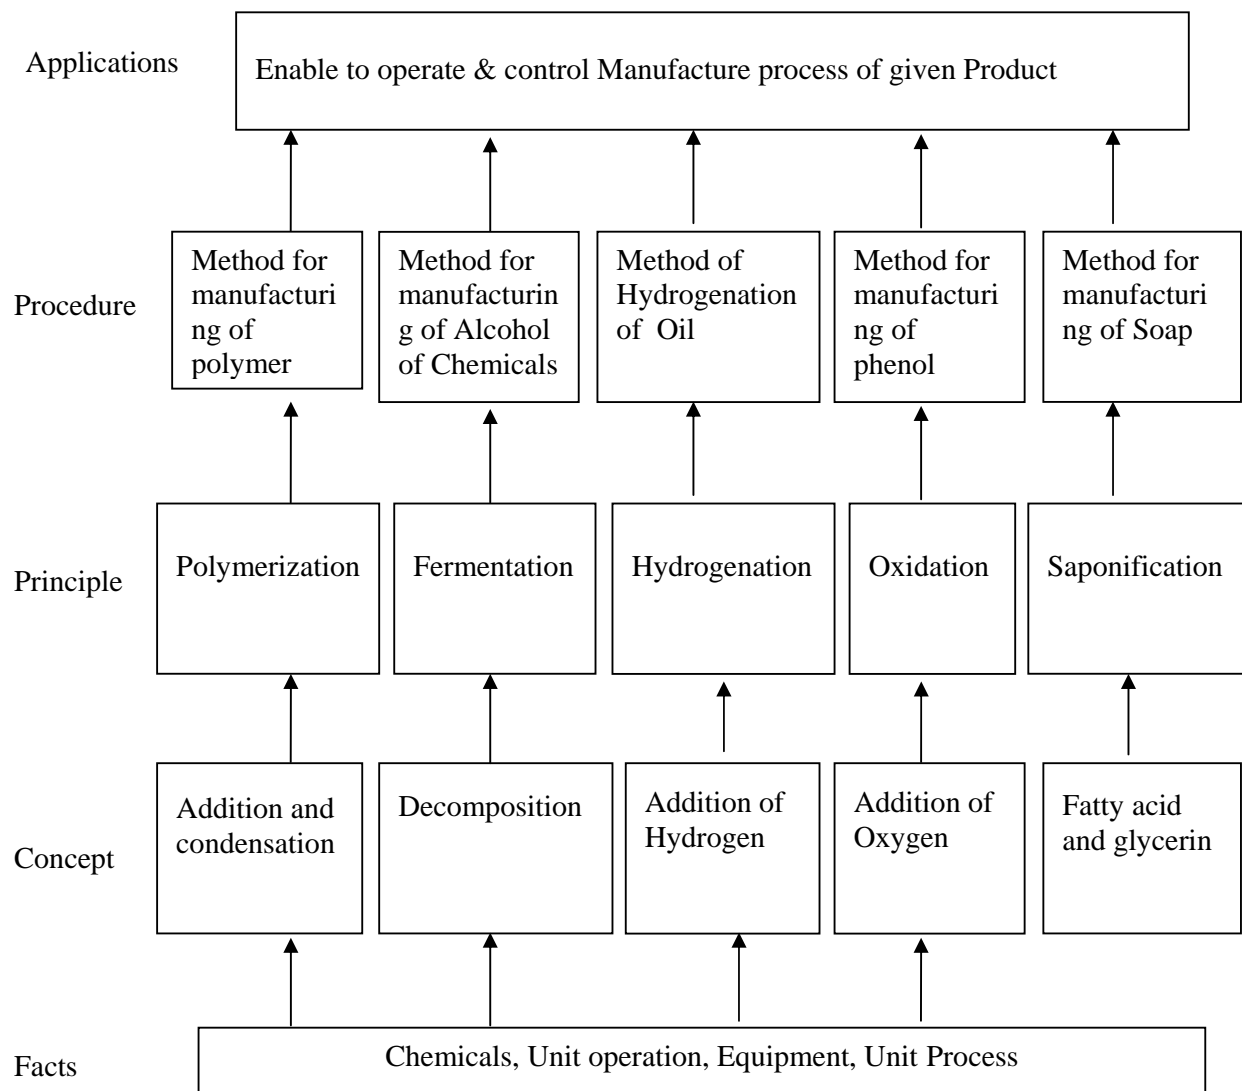 Applications
Enable to operate & control Manufacture process of given Product
Procedure
Method for
manufacturi
ng of
polymer
Method for
manufacturin
g of Alcohol
of Chemicals
Method of
Hydrogenation
of  Oil
Method for
manufacturi
ng of
phenol
Method for
manufacturi
ng of Soap
Principle
Polymerization
Fermentation
Hydrogenation
Oxidation
Saponification
Concept
Addition and
condensation
Decomposition
Addition of
Hydrogen
Addition of
Oxygen
Fatty acid
and glycerin
Facts
Chemicals, Unit operation, Equipment, Unit Process